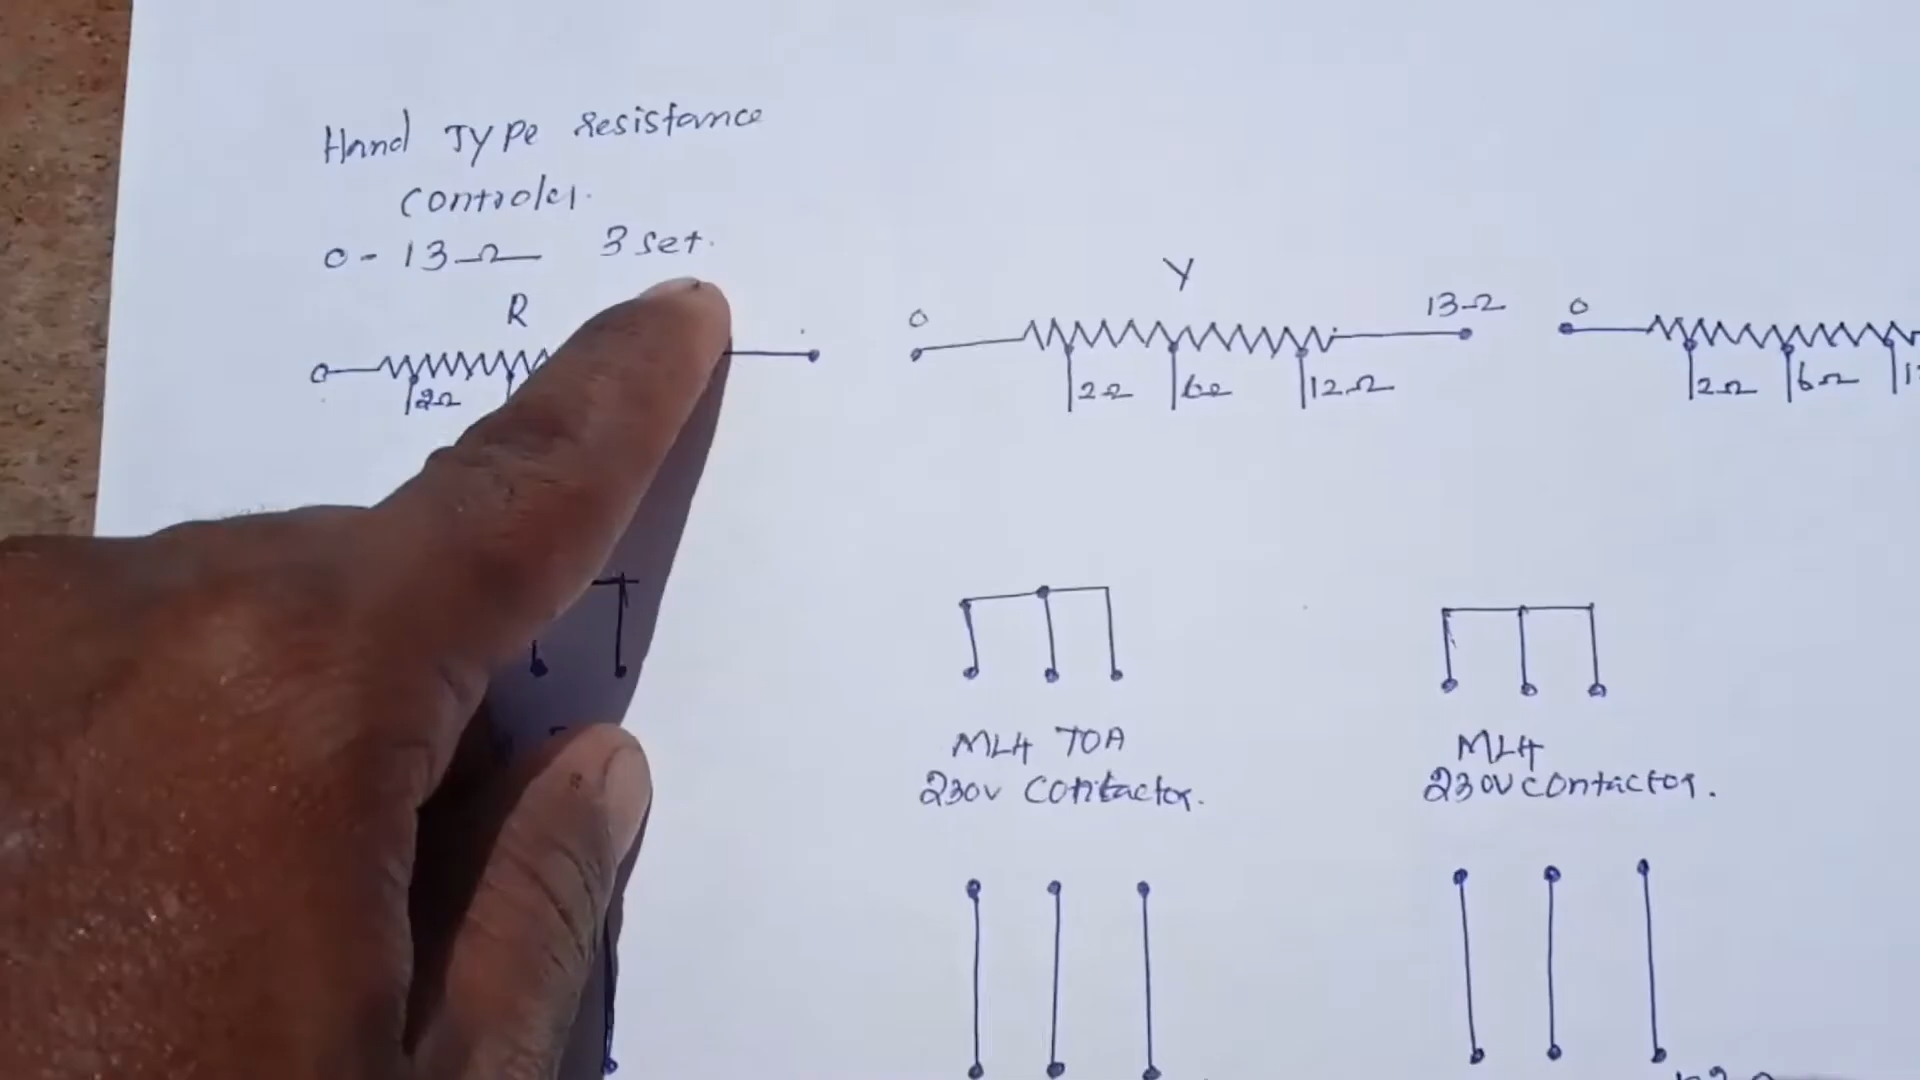 Hand Type resistance
controler.
0 - 13Ω 3 set.
R
2Ω
Y
0
13Ω
2Ω 6Ω 12Ω
0
2Ω 6Ω
ML4 70A
230V Contactor.
ML4
230V contactor.